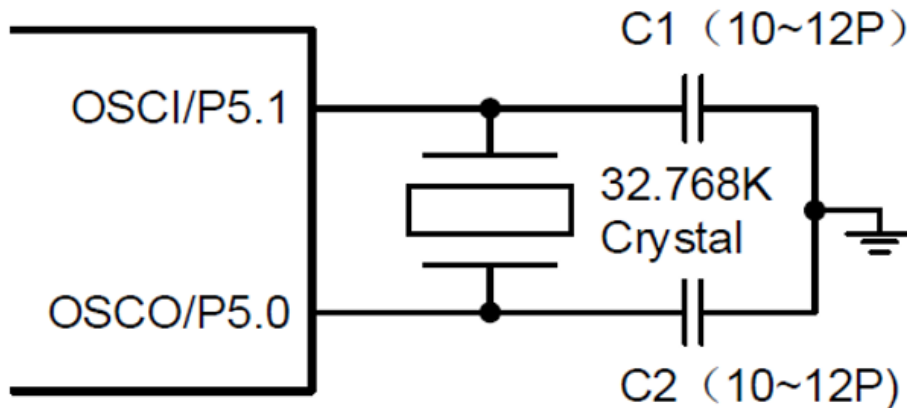 C1（10~12P）
OSCI/P5.1
32.768K
Crystal
OSCO/P5.0
C2（10~12P)